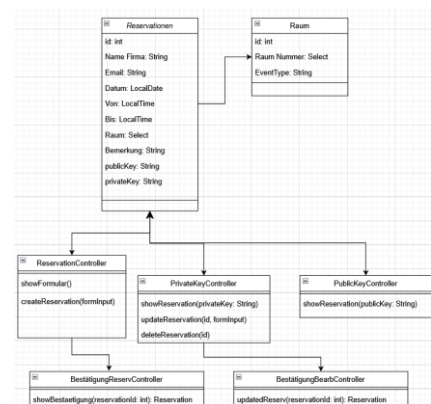 Reservationen
id: int
Name Firma: String
Email: String
Datum: LocalDate
Von: LocalTime
Bis: LocalTime
Raum: Select
Bemerkung: String
publicKey: String
privateKey: String
Raum
id: int
Raum Nummer: Select
EventType: String
ReservationController
showFormular()
createReservation(formInput)
PrivateKeyController
showReservation(privateKey: String)
updateReservation(id, formInput)
deleteReservation(id)
PublicKeyController
showReservation(publicKey: String)
BestätigungReservController
showBestaetigung(reservationId: int): Reservation
BestätigungBearbController
updatedReserv(reservationId: int): Reservation